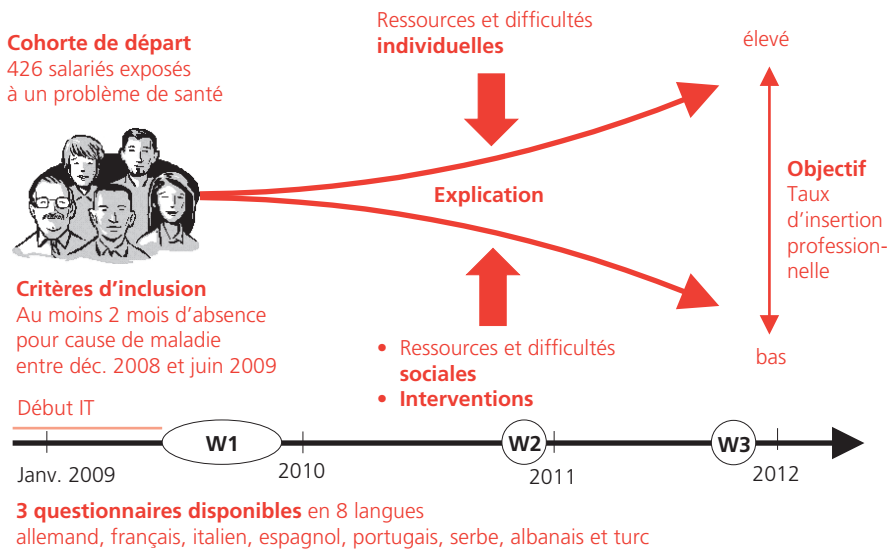 Cohorte de départ
426 salariés exposés
à un problème de santé
Ressources et difficultés
individuelles
élevé
Explication
Objectif
Taux
d'insertion
profession-
nelle
Critères d'inclusion
Au moins 2 mois d'absence
pour cause de maladie
entre déc. 2008 et juin 2009
• Ressources et difficultés
sociales
• Interventions
bas
Début IT
W1
W2
W3
Janv. 2009
2010
2011
2012
3 questionnaires disponibles en 8 langues
allemand, français, italien, espagnol, portugais, serbe, albanais et turc